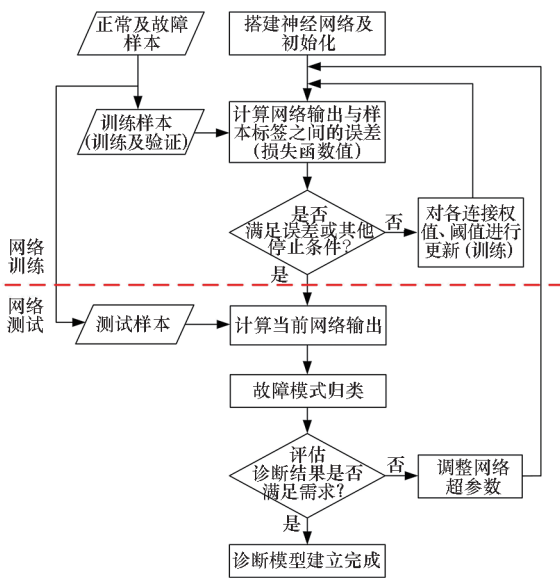 正常及故障
样本
搭建神经网络及
初始化
训练样本
(训练及验证)
计算网络输出与样
本标签之间的误差
(损失函数值)
是否
满足误差或其他
停止条件?
否
对各连接权
值、阈值进行
更新(训练)
是
网络
训练
网络
测试
测试样本
计算当前网络输出
故障模式归类
评估
诊断结果是否
满足需求?
否
调整网络
超参数
是
诊断模型建立完成